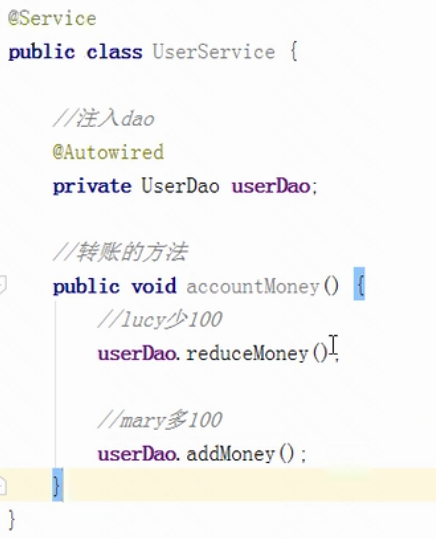 @Service
public class UserService {
//注入dao
@Autowired
private UserDao userDao;
//转账的方法
public void accountMoney() {
//lucy少100
userDao.reduceMoney();
//mary多100
userDao.addMoney();
}
}